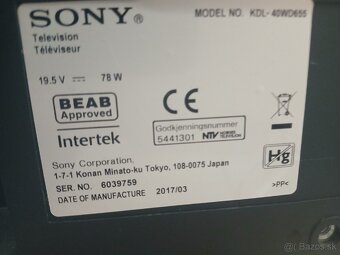 SONY
MODEL NO. KDL-40WD655
Television
Téléviseur
19.5 V ⎓ 78 W
BEAB
Approved
Intertek
CE
Godkjenningsnummer
5441301 NTV
Hg
Sony Corporation,
1-7-1 Konan Minato-ku Tokyo, 108-0075 Japan
SER. NO. 6039759
DATE OF MANUFACTURE 2017/03
>PP<
Bazos.sk